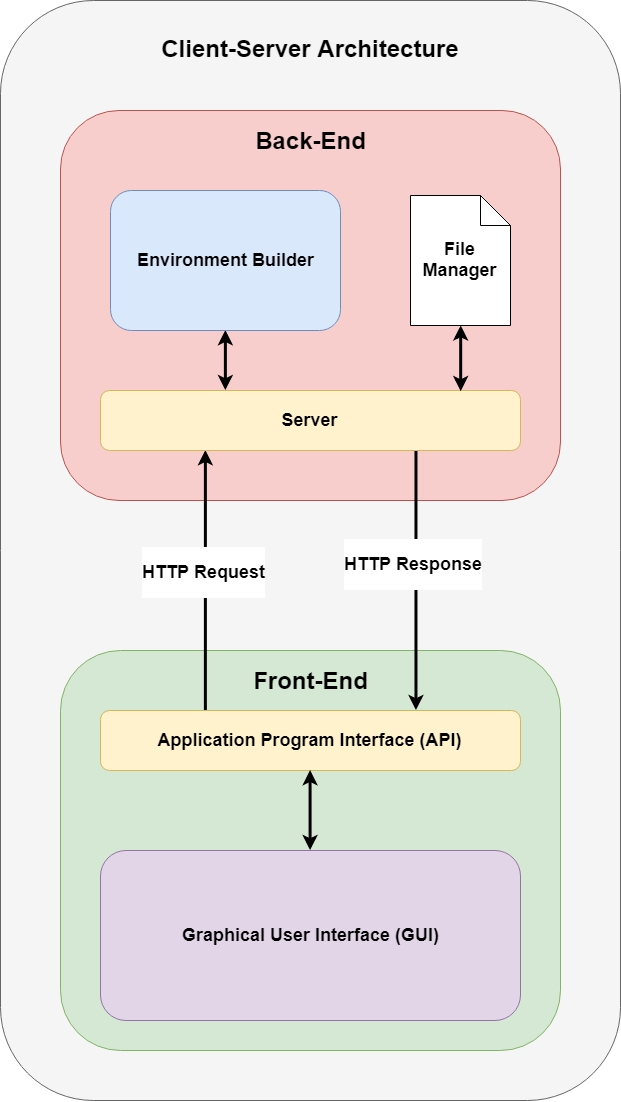 Client-Server Architecture
Back-End
Environment Builder
File
Manager
Server
HTTP Request
HTTP Response
Front-End
Application Program Interface (API)
Graphical User Interface (GUI)